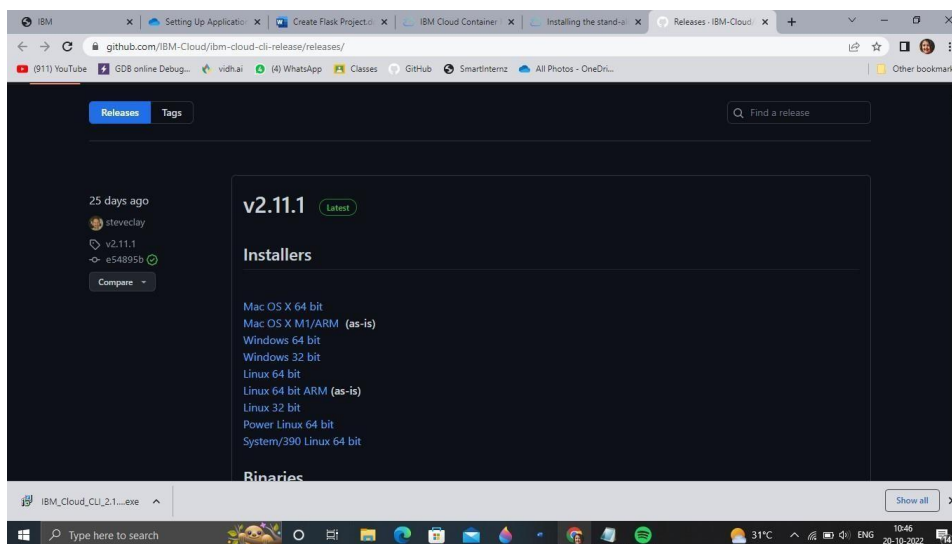 IBM
Setting Up Applicatio
Create Flask Project.d
IBM Cloud Container
Installing the stand-al
Releases · IBM-Cloud
github.com/IBM-Cloud/ibm-cloud-cli-release/releases/
(911) YouTube
GDB online Debug...
vidh.ai
(4) WhatsApp
Classes
GitHub
SmartInternz
All Photos - OneDri...
Other bookmark
Releases
Tags
Find a release
25 days ago
steveclay
v2.11.1
e54895b
Compare
v2.11.1
Latest
Installers
Mac OS X 64 bit
Mac OS X M1/ARM (as-is)
Windows 64 bit
Windows 32 bit
Linux 64 bit
Linux 64 bit ARM (as-is)
Linux 32 bit
Power Linux 64 bit
System/390 Linux 64 bit
Binaries
IBM_Cloud_CLI_2.1....exe
Show all
Type here to search
31°C
ENG
10:46
20-10-2022